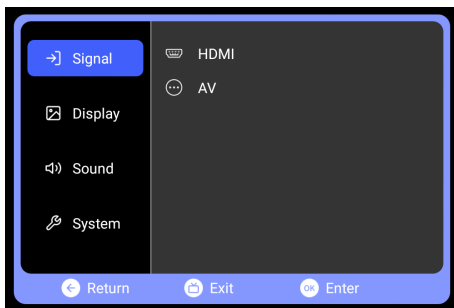 Signal
HDMI
AV
Display
Sound
System
Return
Exit
OK Enter